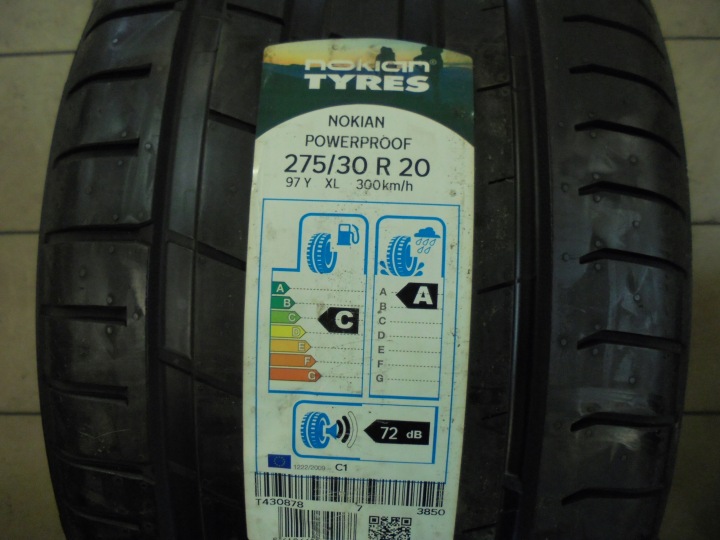 nokian
TYRES
NOKIAN
POWERPROOF
275/30 R 20
97 Y XL 300km/h
A
B
C
D
E
F
G
C
A
B
C
D
E
F
G
A
72 dB
1222/2009 - C1
T430878 7 3850